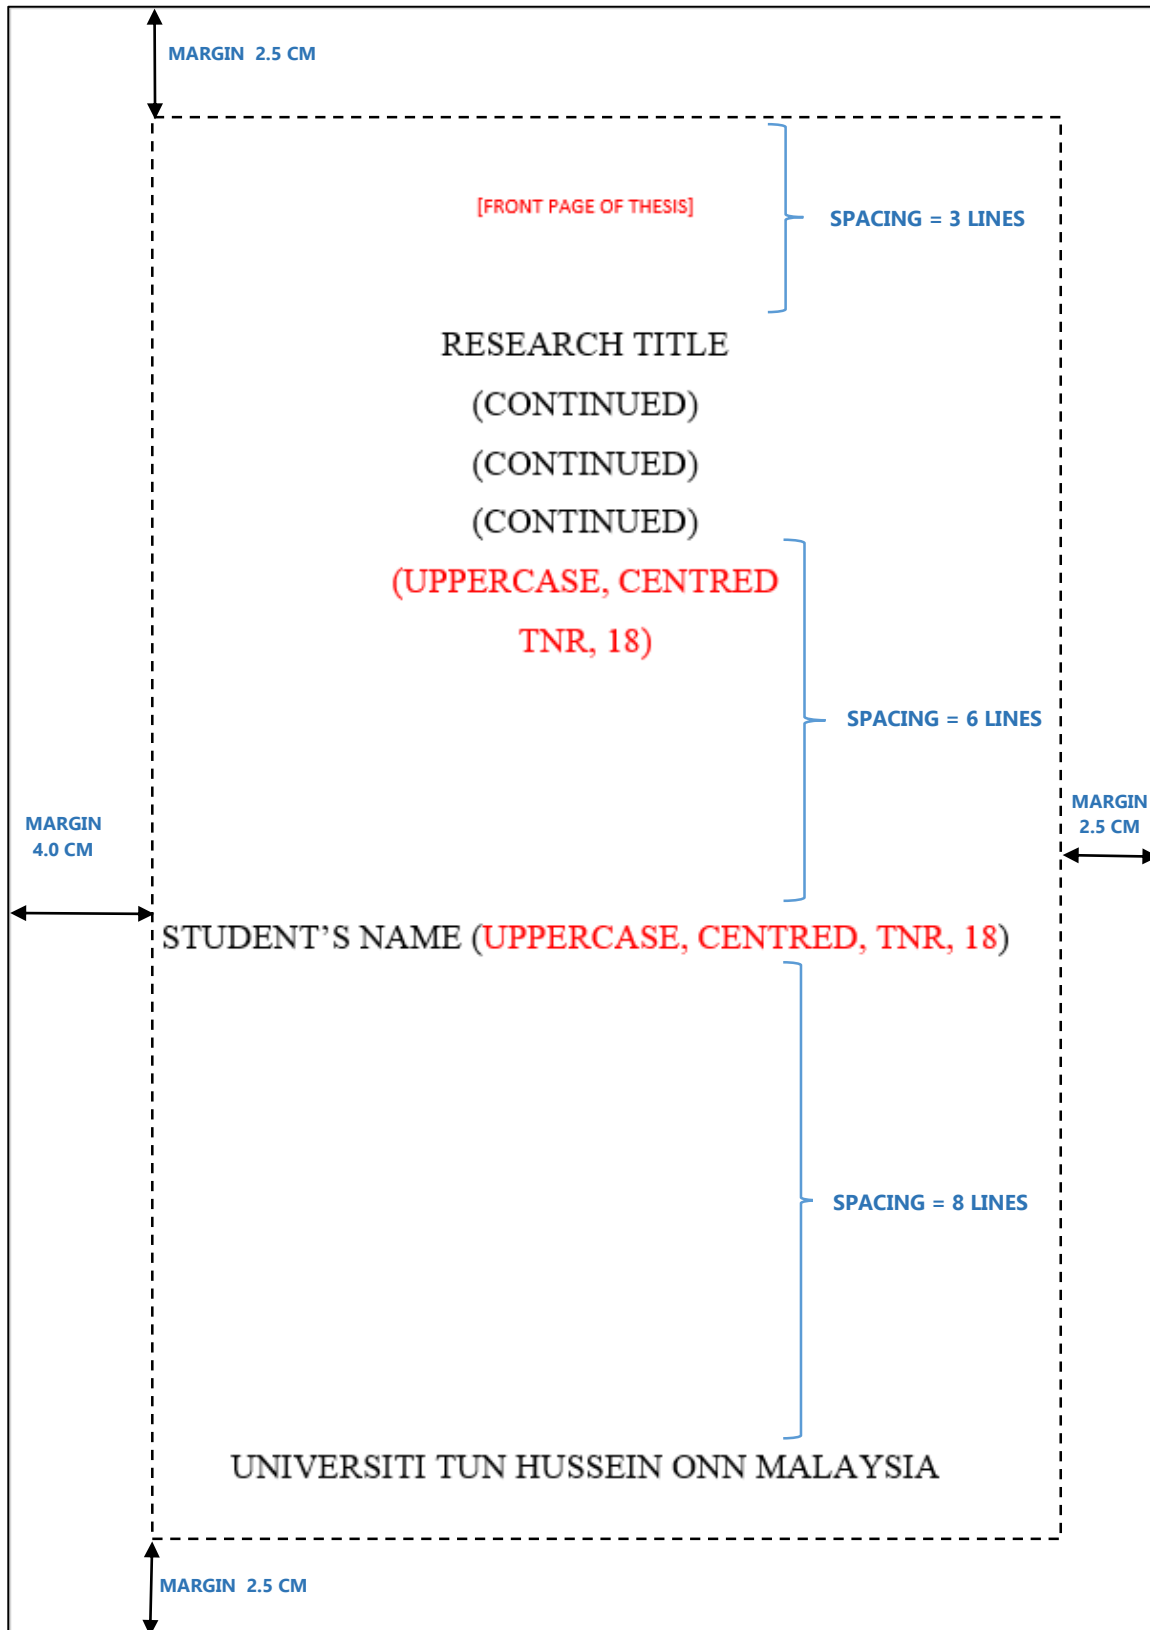 MARGIN  2.5 CM
[FRONT PAGE OF THESIS]
SPACING = 3 LINES
RESEARCH TITLE
(CONTINUED)
(CONTINUED)
(CONTINUED)
(UPPERCASE, CENTRED
TNR, 18)
SPACING = 6 LINES
MARGIN
2.5 CM
MARGIN
4.0 CM
STUDENT’S NAME (UPPERCASE, CENTRED, TNR, 18)
SPACING = 8 LINES
UNIVERSITI TUN HUSSEIN ONN MALAYSIA
MARGIN  2.5 CM